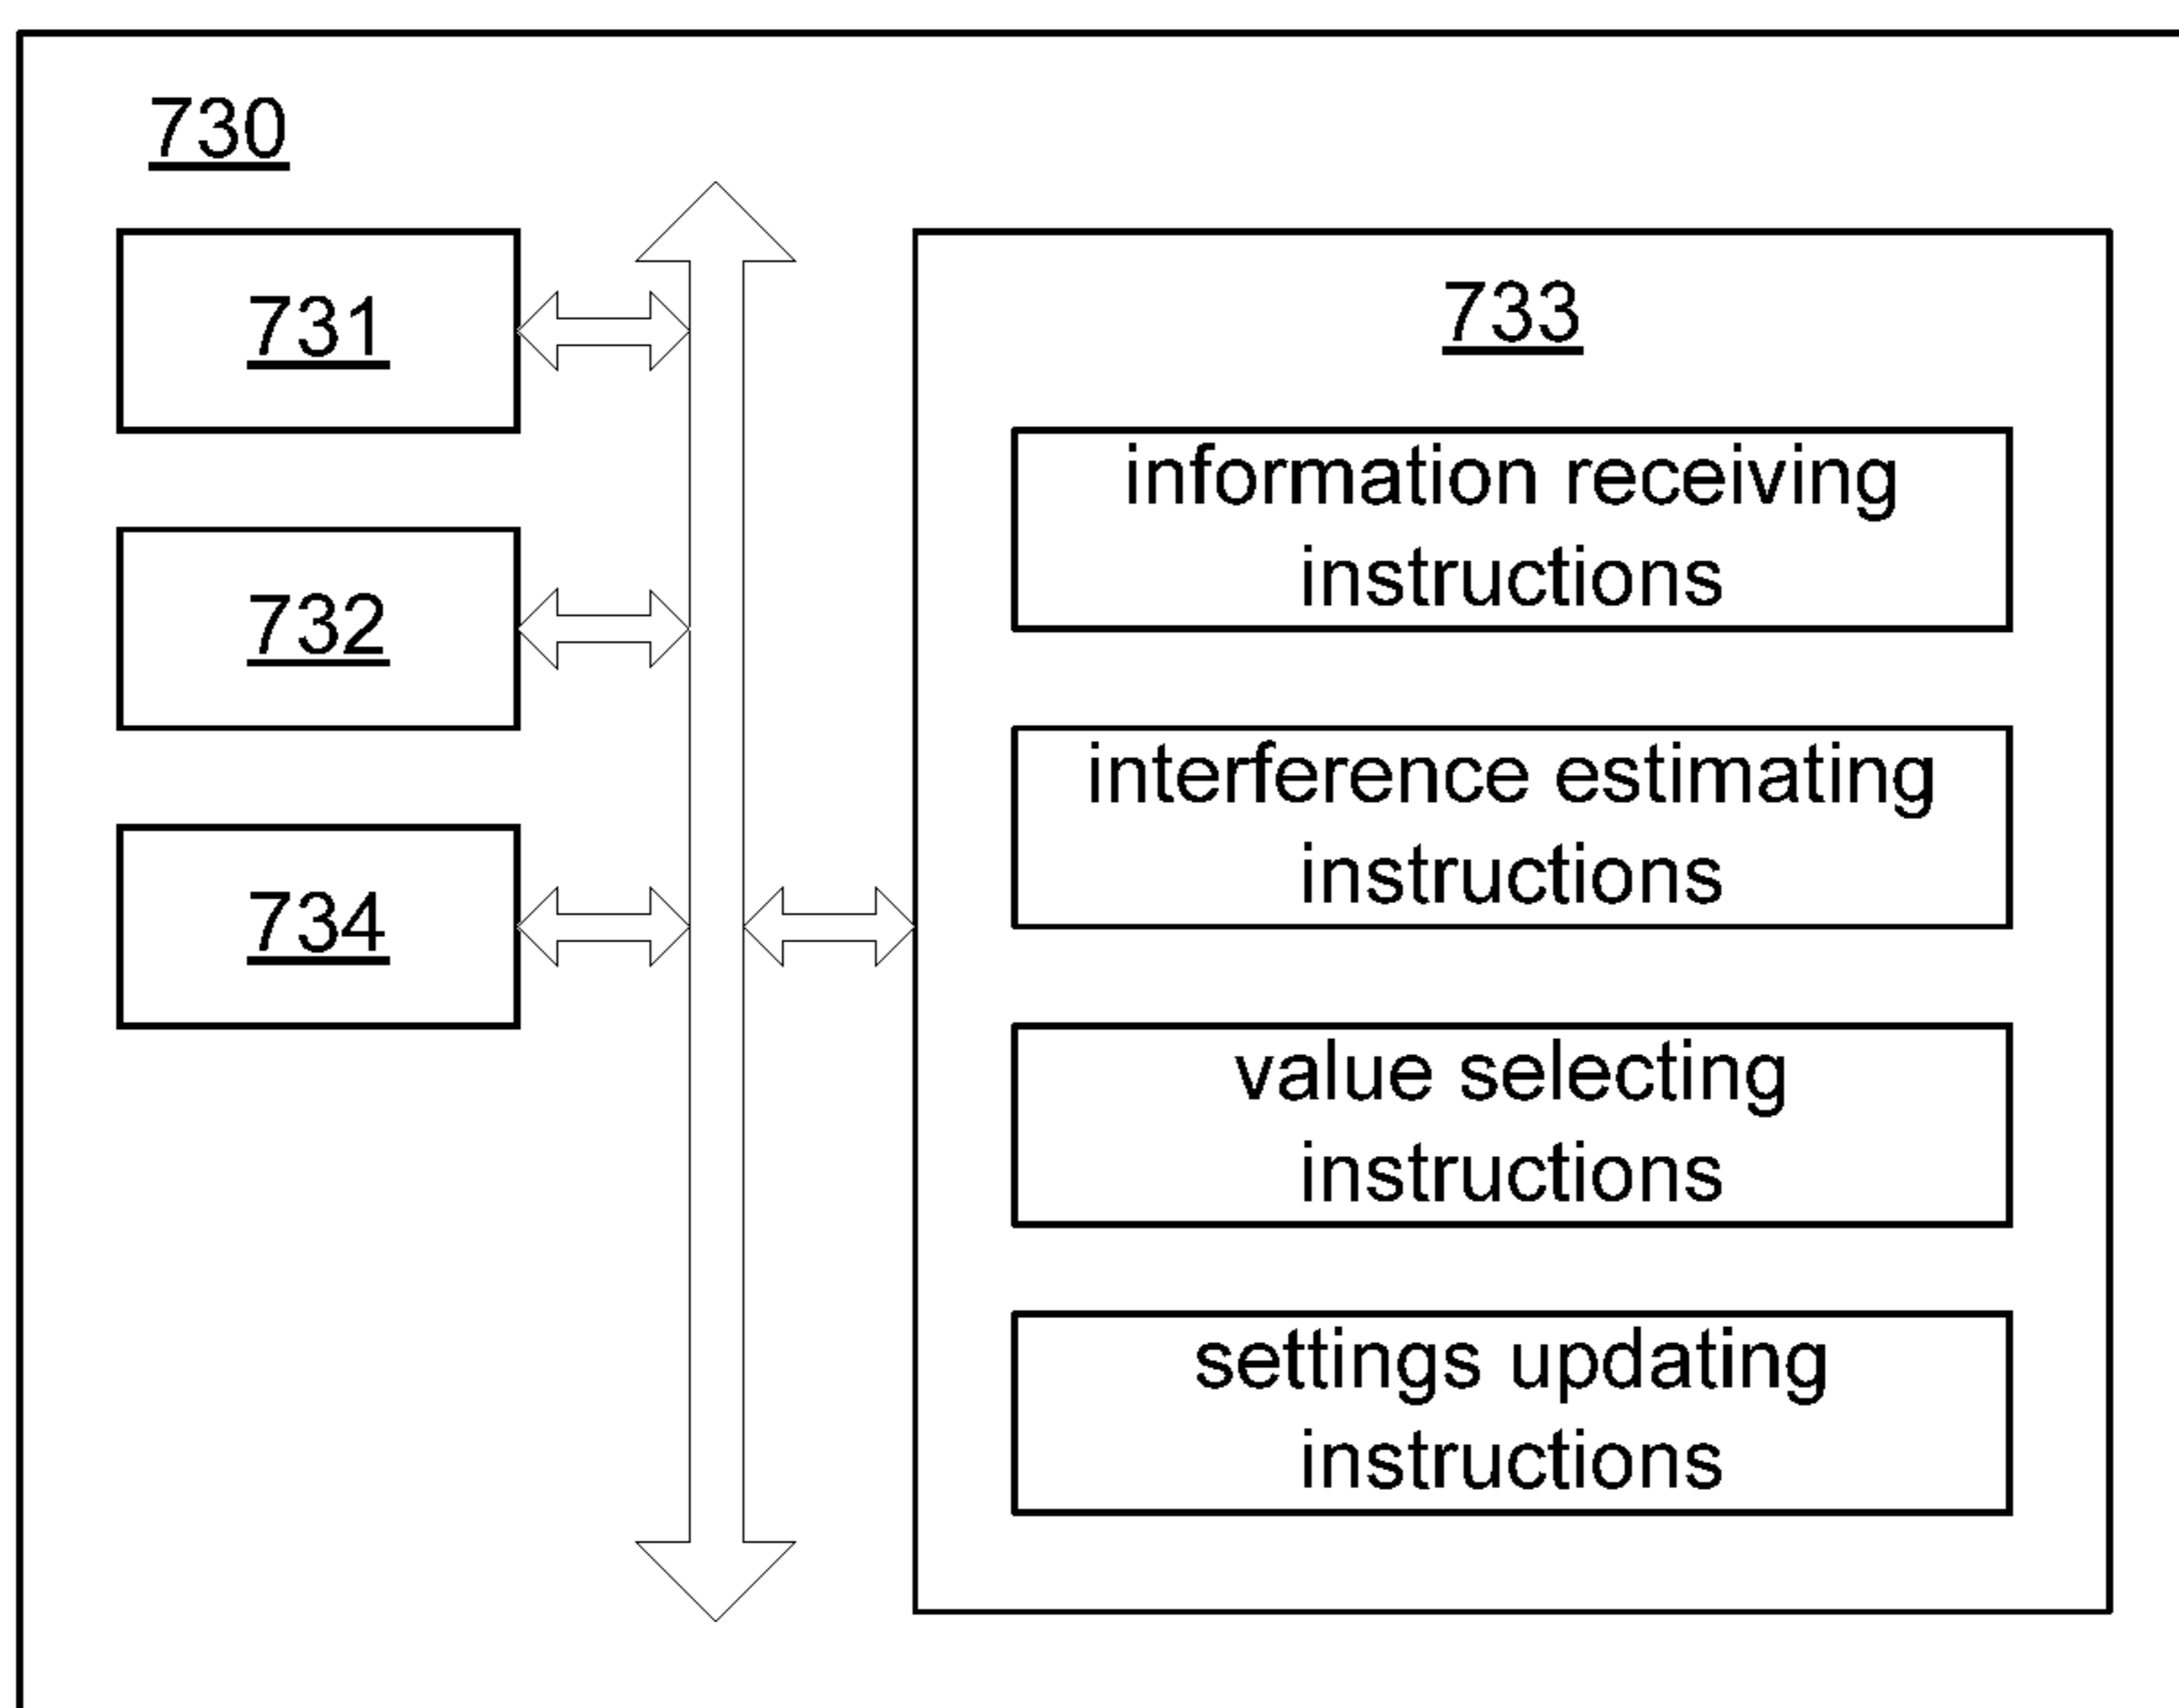 730
731
732
734
733
information receiving
instructions
interference estimating
instructions
value selecting
instructions
settings updating
instructions